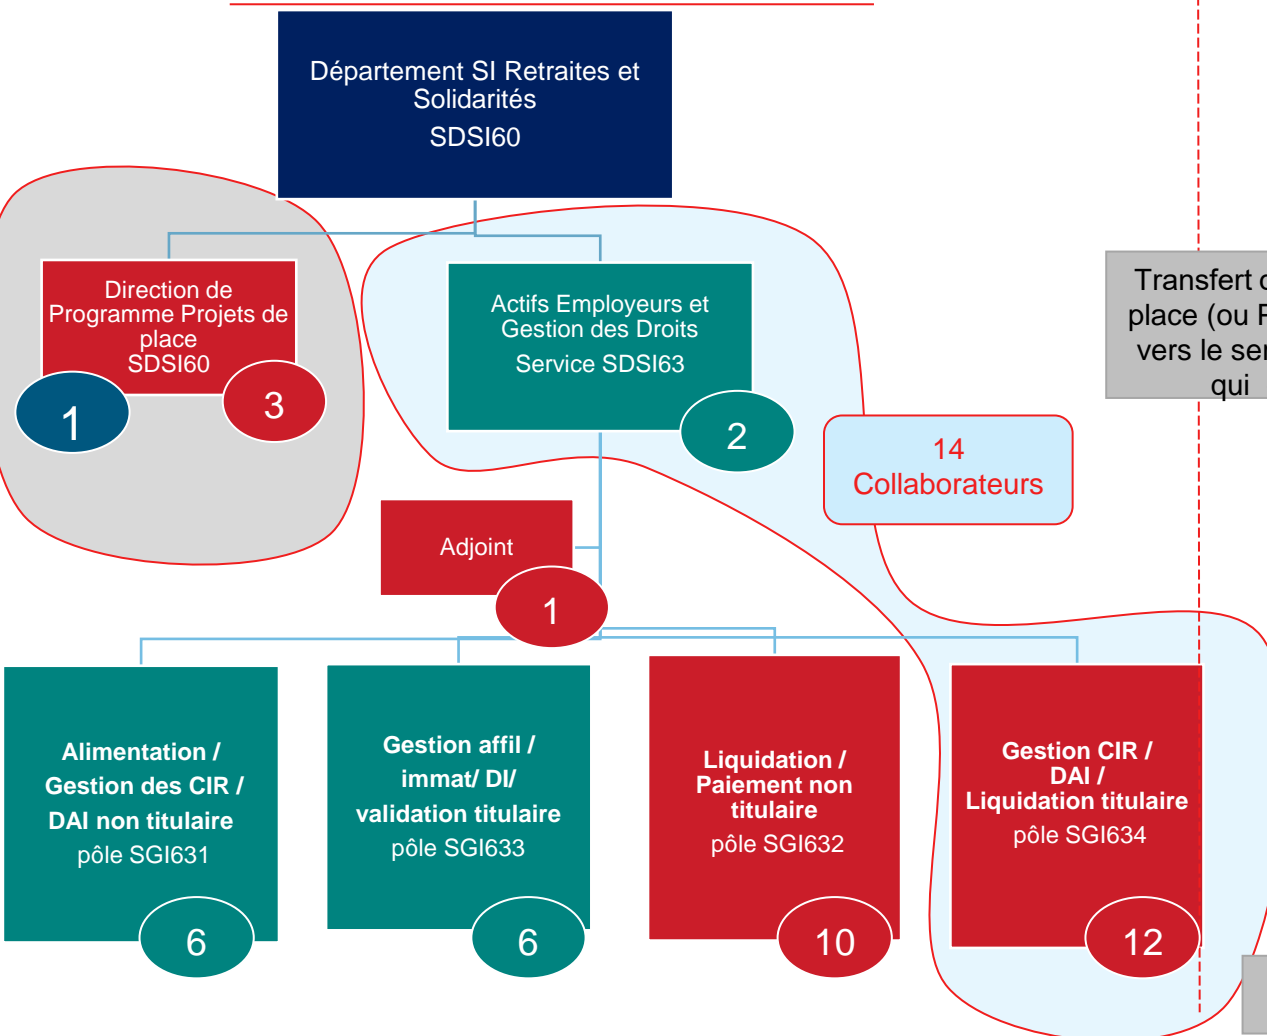 Département SI Retraites et
Solidarités
SDSI60
Direction de
Programme Projets de
place
SDSI60
1
3
Actifs Employeurs et
Gestion des Droits
Service SDSI63
2
Transfert
place (ou
vers le
qui
14
Collaborateurs
Adjoint
1
Alimentation /
Gestion des CIR /
DAI non titulaire
pôle SGI631
6
Gestion affil /
immat/ DI/
validation titulaire
pôle SGI633
6
Liquidation /
Paiement non
titulaire
pôle SGI632
10
Gestion CIR /
DAI /
Liquidation titulaire
pôle SGI634
12